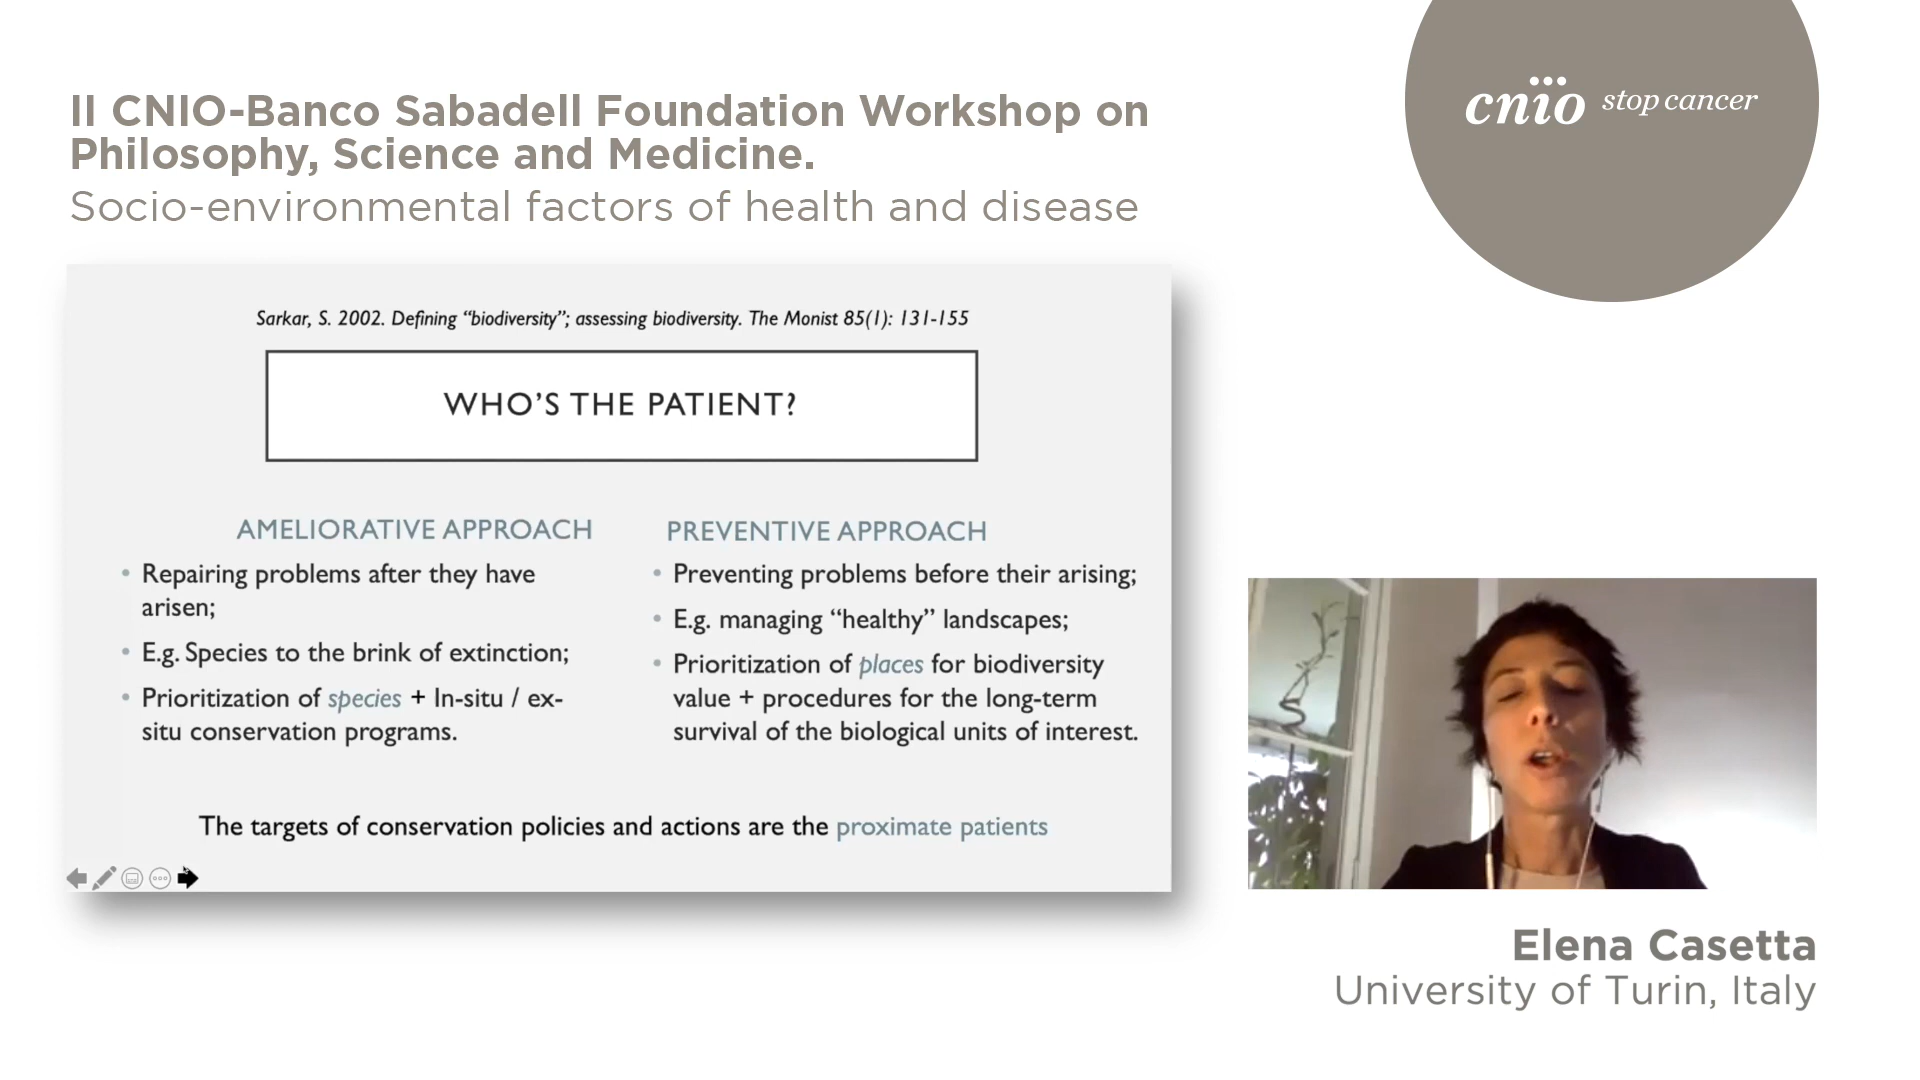 II CNIO-Banco Sabadell Foundation Workshop on
Philosophy, Science and Medicine.
Socio-environmental factors of health and disease
cnio stop cancer
Sarkar, S. 2002. Defining “biodiversity”; assessing biodiversity. The Monist 85(1): 131-155
WHO’S THE PATIENT?
AMELIORATIVE APPROACH
• Repairing problems after they have
arisen;
• E.g. Species to the brink of extinction;
• Prioritization of species + In-situ / ex-
situ conservation programs.
PREVENTIVE APPROACH
• Preventing problems before their arising;
• E.g. managing “healthy” landscapes;
• Prioritization of places for biodiversity
value + procedures for the long-term
survival of the biological units of interest.
The targets of conservation policies and actions are the proximate patients
Elena Casetta
University of Turin, Italy